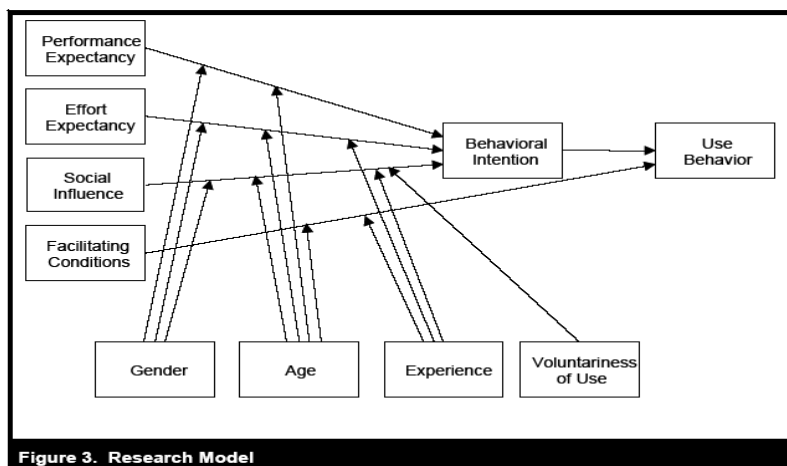 Performance
Expectancy
Effort
Expectancy
Social
Influence
Facilitating
Conditions
Behavioral
Intention
Use
Behavior
Gender
Age
Experience
Voluntariness
of Use
Figure 3. Research Model